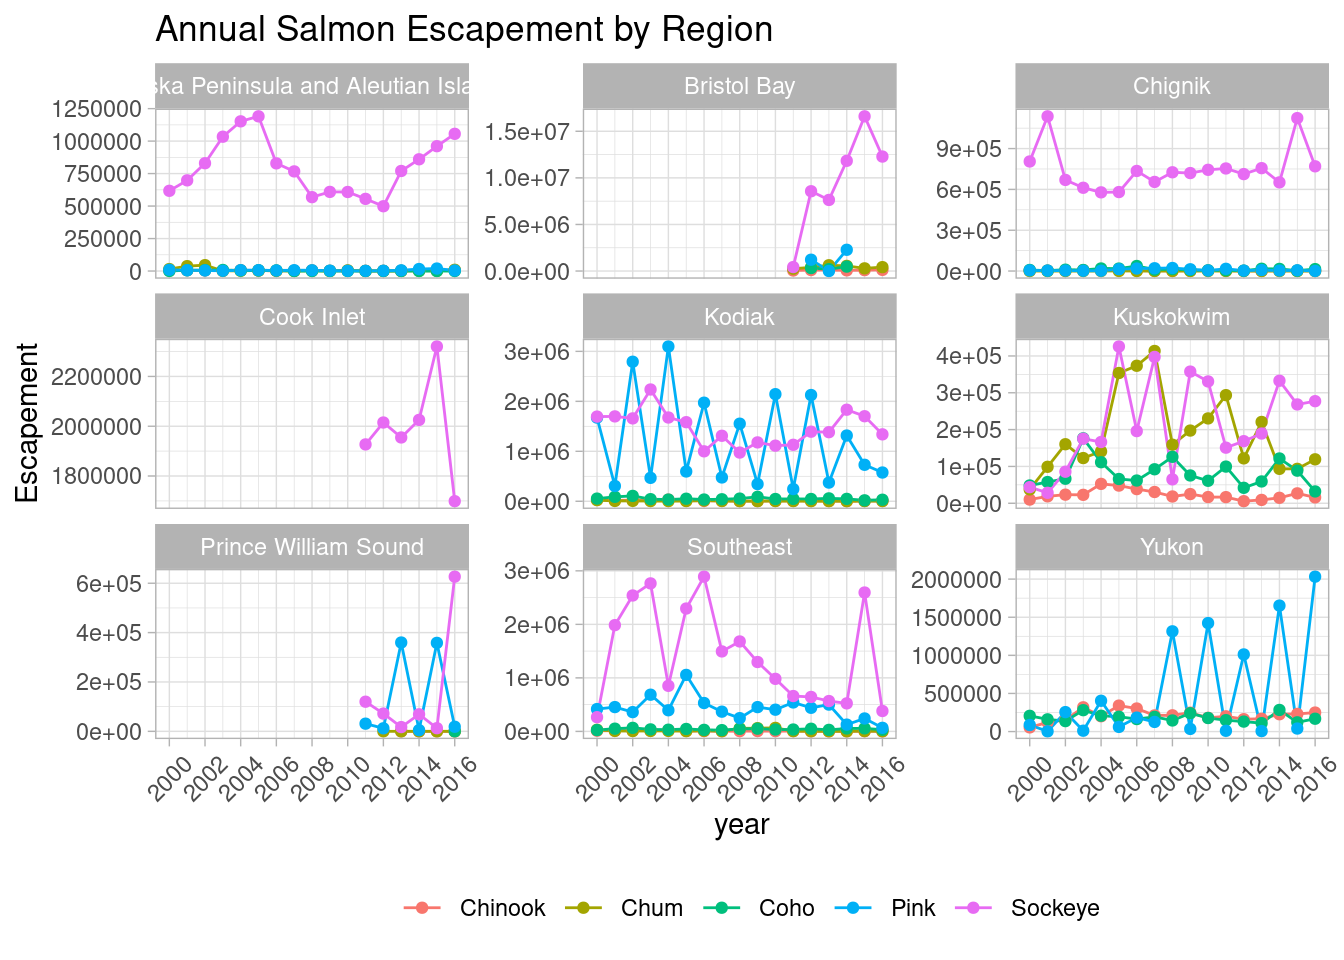 Annual Salmon Escapement by Region
ska Peninsula and Aleutian Isla
Bristol Bay
Chignik
1250000
1000000
750000
500000
250000
0
1.5e+07
1.0e+07
5.0e+06
0.0e+00
9e+05
6e+05
3e+05
0e+00
Cook Inlet
Kodiak
Kuskokwim
2200000
2000000
1800000
3e+06
2e+06
1e+06
0e+00
4e+05
3e+05
2e+05
1e+05
0e+00
Escapement
Prince William Sound
Southeast
Yukon
6e+05
4e+05
2e+05
0e+00
3e+06
2e+06
1e+06
0e+00
2000000
1500000
1000000
500000
0
2000 2002 2004 2006 2008 2010 2012 2014 2016
2000 2002 2004 2006 2008 2010 2012 2014 2016
2000 2002 2004 2006 2008 2010 2012 2014 2016
year
Chinook Chum Coho Pink Sockeye